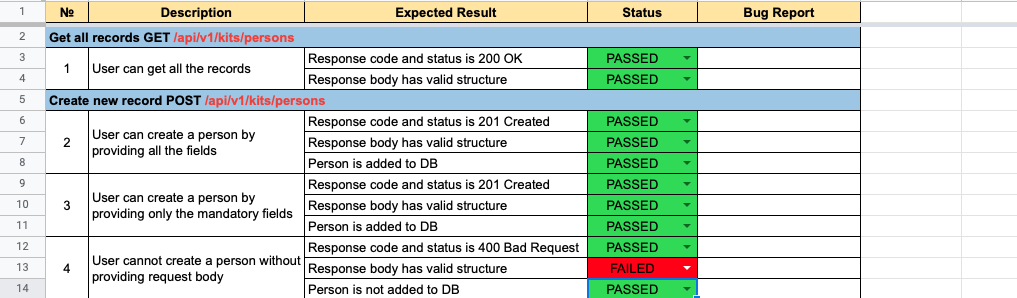 1 № Description Expected Result Status Bug Report
2 Get all records GET /api/v1/kits/persons
3 Response code and status is 200 OK PASSED
1 User can get all the records
4 Response body has valid structure PASSED
5 Create new record POST /api/v1/kits/persons
6 Response code and status is 201 Created PASSED
User can create a person by
7 2 Response body has valid structure PASSED
providing all the fields
8 Person is added to DB PASSED
9 Response code and status is 201 Created PASSED
User can create a person by
10 3 Response body has valid structure PASSED
providing only the mandatory fields
11 Person is added to DB PASSED
12 Response code and status is 400 Bad Request PASSED
User cannot create a person without
13 4 Response body has valid structure FAILED
providing request body
14 Person is not added to DB PASSED